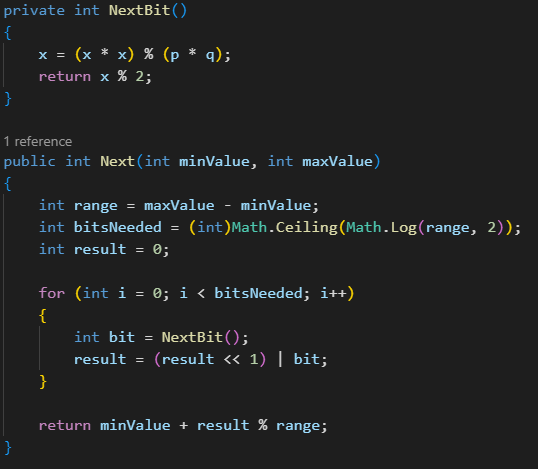 private int NextBit()
{
    x = (x * x) % (p * q);
    return x % 2;
}
1 reference
public int Next(int minValue, int maxValue)
{
    int range = maxValue - minValue;
    int bitsNeeded = (int)Math.Ceiling(Math.Log(range, 2));
    int result = 0;
    for (int i = 0; i < bitsNeeded; i++)
    {
        int bit = NextBit();
        result = (result << 1) | bit;
    }
    return minValue + result % range;
}